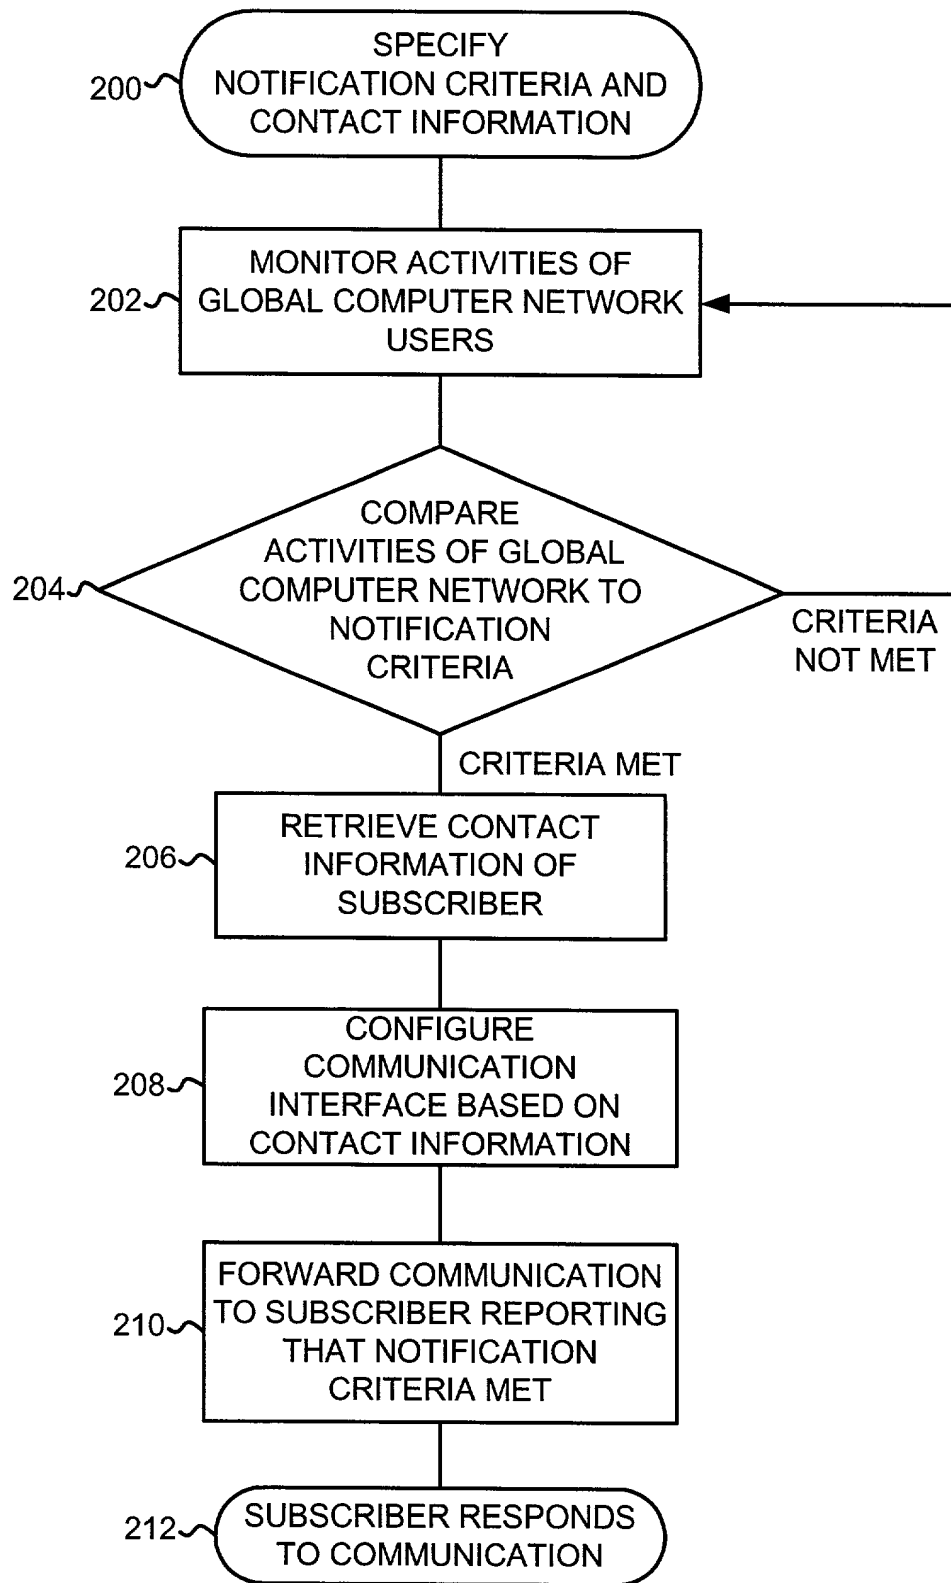 SPECIFY
200 NOTIFICATION CRITERIA AND
CONTACT INFORMATION
MONITOR ACTIVITIES OF
202 GLOBAL COMPUTER NETWORK
USERS
COMPARE
ACTIVITIES OF GLOBAL
204 COMPUTER NETWORK TO
NOTIFICATION
CRITERIA
CRITERIA
NOT MET
CRITERIA MET
RETRIEVE CONTACT
206 INFORMATION OF
SUBSCRIBER
CONFIGURE
COMMUNICATION
208 INTERFACE BASED ON
CONTACT INFORMATION
FORWARD COMMUNICATION
210 TO SUBSCRIBER REPORTING
THAT NOTIFICATION
CRITERIA MET
212 SUBSCRIBER RESPONDS
TO COMMUNICATION